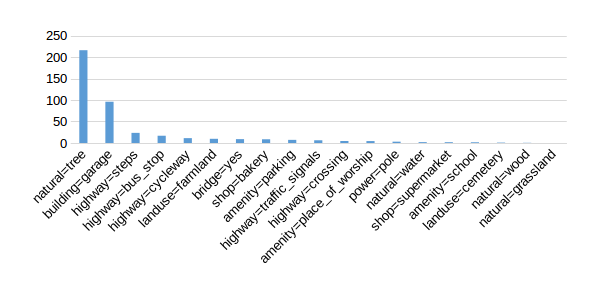 250
200
150
100
50
0
natural=tree
building=garage
highway=steps
highway=bus_stop
highway=cycleway
landuse=farmland
bridge=yes
shop=bakery
amenity=parking
highway=traffic_signals
highway=crossing
amenity=place_of_worship
power=pole
natural=water
shop=supermarket
amenity=school
landuse=cemetery
natural=wood
natural=grassland